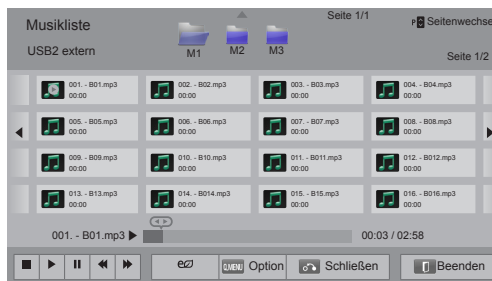 Musikliste
Seite 1/1
P Seitenwechse
USB2 extern
M1 M2 M3
Seite 1/2
001. - B01.mp3
00:00
002. - B02.mp3
00:00
003. - B03.mp3
00:00
004. - B04.mp3
00:00
005. - B05.mp3
00:00
006. - B06.mp3
00:00
007. - B07.mp3
00:00
008. - B08.mp3
00:00
009. - B09.mp3
00:00
010. - B10.mp3
00:00
011. - B011.mp3
00:00
012. - B012.mp3
00:00
013. - B13.mp3
00:00
014. - B014.mp3
00:00
015. - B15.mp3
00:00
016. - B016.mp3
00:00
001. - B01.mp3
00:03 / 02:58
e Q.MENU Option Schließen Beenden